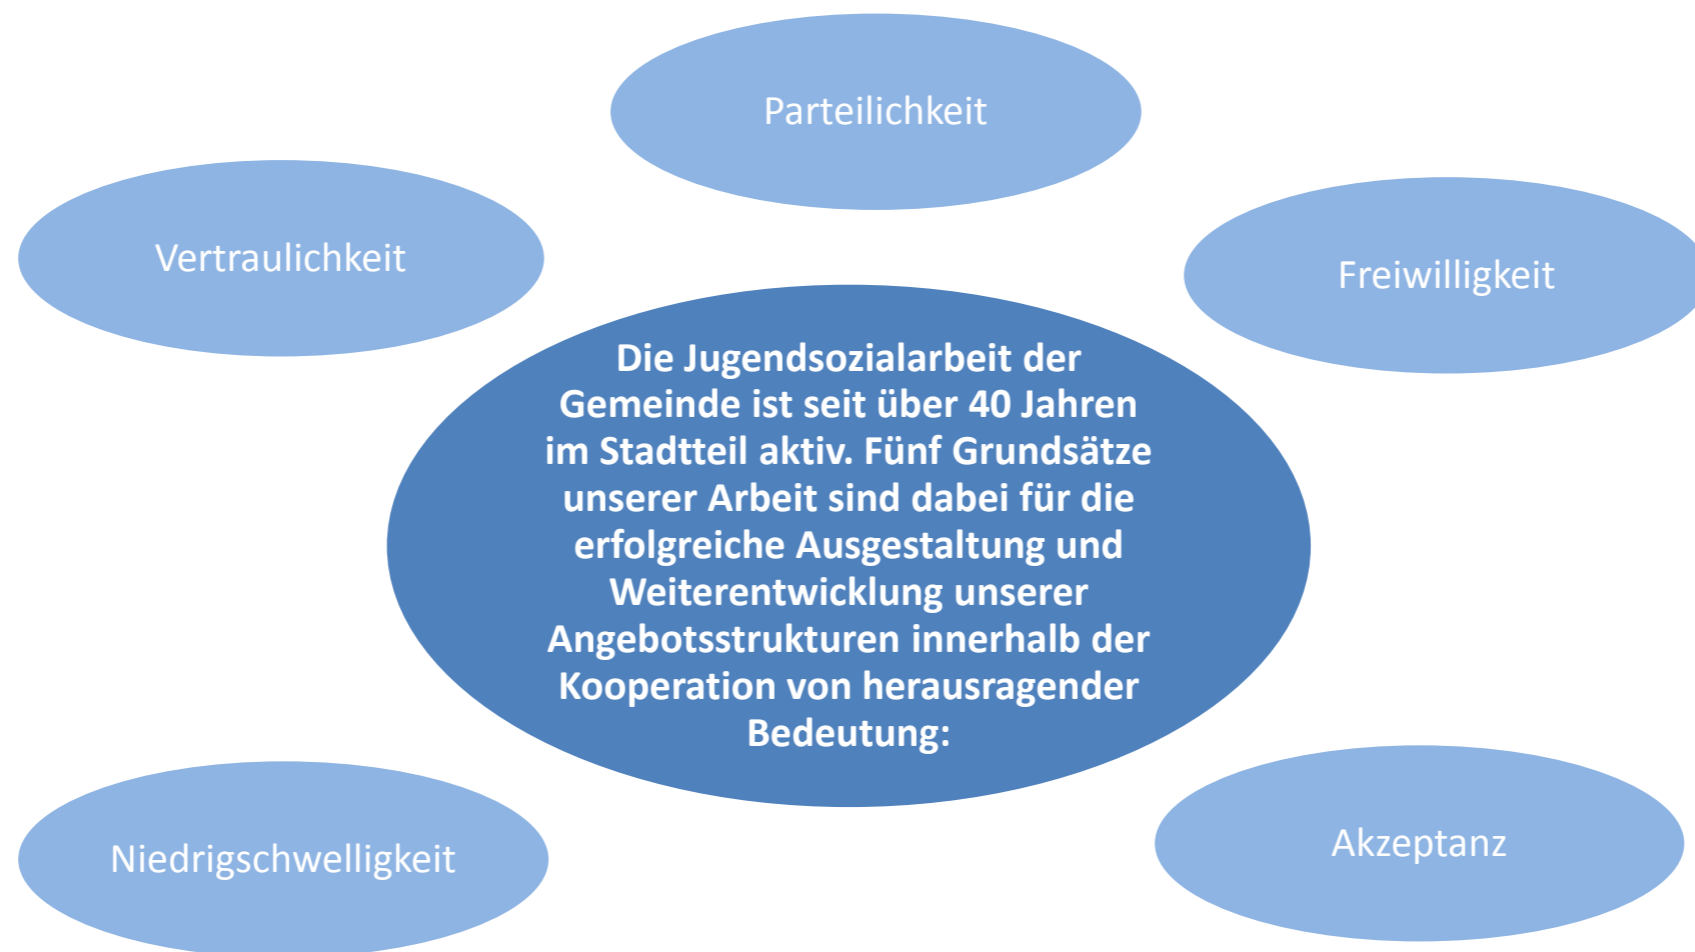 Parteilichkeit
Vertraulichkeit
Freiwilligkeit
Die Jugendsozialarbeit der
Gemeinde ist seit über 40 Jahren
im Stadtteil aktiv. Fünf Grundsätze
unserer Arbeit sind dabei für die
erfolgreiche Ausgestaltung und
Weiterentwicklung unserer
Angebotsstrukturen innerhalb der
Kooperation von herausragender
Bedeutung:
Niedrigschwelligkeit
Akzeptanz